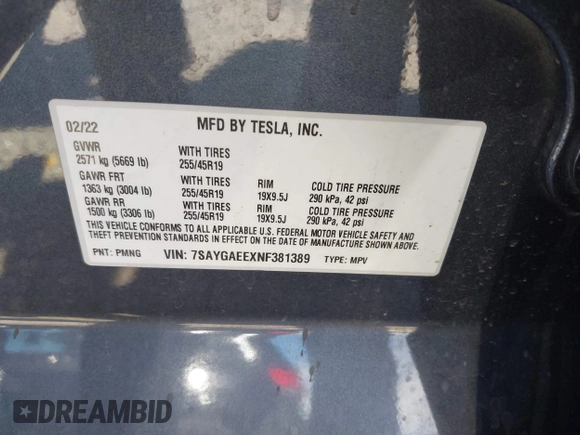 02/22 MFD BY TESLA, INC.
GVWR
2571 kg (5669 lb) WITH TIRES 255/45R19
GAWR FRT
1363 kg (3004 lb) WITH TIRES 255/45R19 RIM 19X9.5J COLD TIRE PRESSURE 290 kPa, 42 psi
GAWR RR
1500 kg (3306 lb) WITH TIRES 255/45R19 RIM 19X9.5J COLD TIRE PRESSURE 290 kPa, 42 psi
THIS VEHICLE CONFORMS TO ALL APPLICABLE U.S. FEDERAL MOTOR VEHICLE SAFETY AND
THEFT PREVENTION STANDARDS IN EFFECT ON THE DATE OF MANUFACTURE SHOWN ABOVE.
PNT: PMNG VIN: 7SAYGAEEXNF381389 TYPE: MPV
DREAMBID